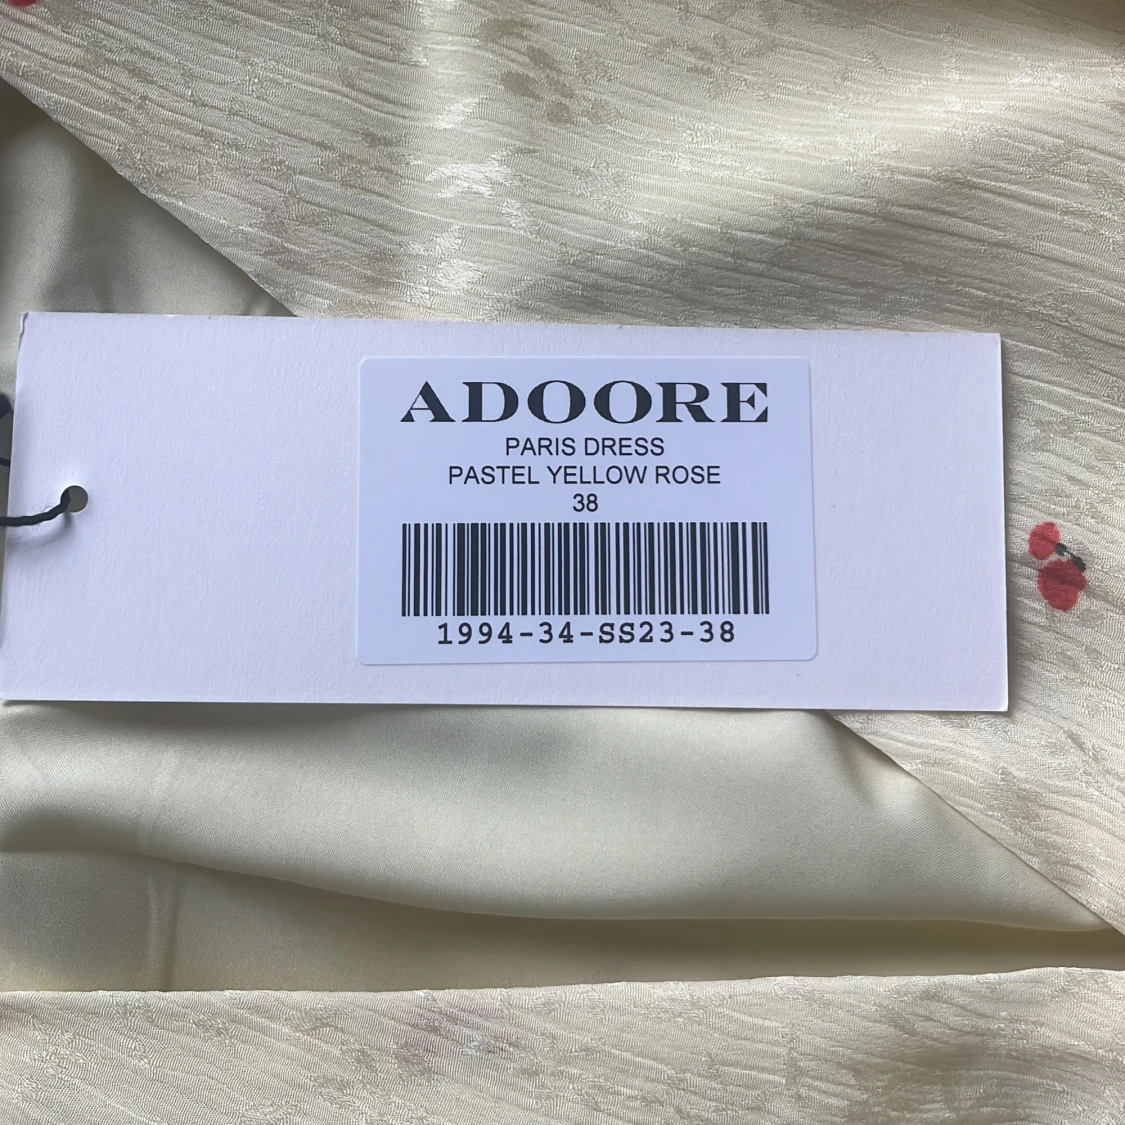 ADOORE
PARIS DRESS
PASTEL YELLOW ROSE
38
1994-34-SS23-38